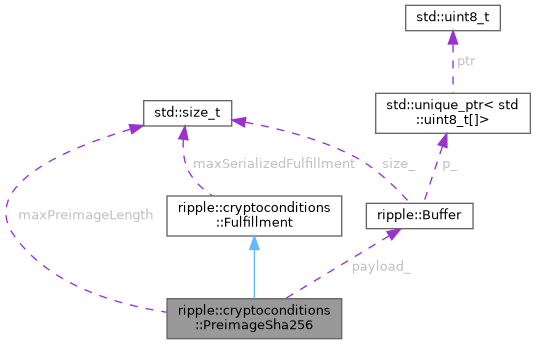 std::uint8_t
ptr
std::size_t
std::unique_ptr< std
::uint8_t[]>
maxSerializedFulfillment
size_
p_
maxPreimageLength
ripple::cryptoconditions
::Fulfillment
ripple::Buffer
payload_
ripple::cryptoconditions
::PreimageSha256